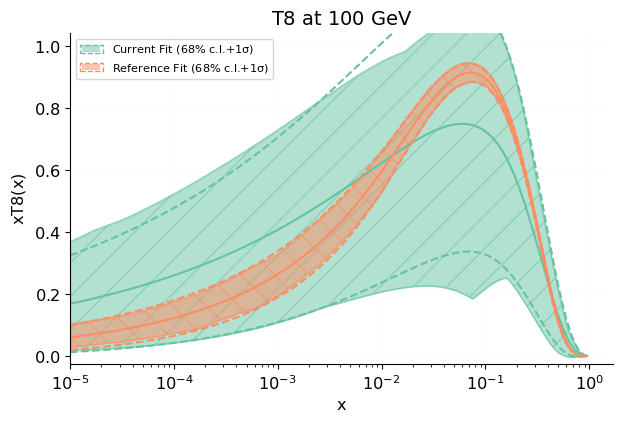 T8 at 100 GeV
Current Fit (68% c.l.+1σ)
Reference Fit (68% c.l.+1σ)
xT8(x)
1.0
0.8
0.6
0.4
0.2
0.0
10⁻⁵ 10⁻⁴ 10⁻³ 10⁻² 10⁻¹ 10⁰
x